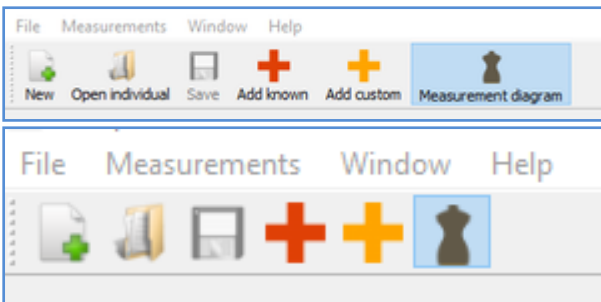 File Measurements Window Help
New Open individual Save Add known Add custom Measurement diagram
File Measurements Window Help